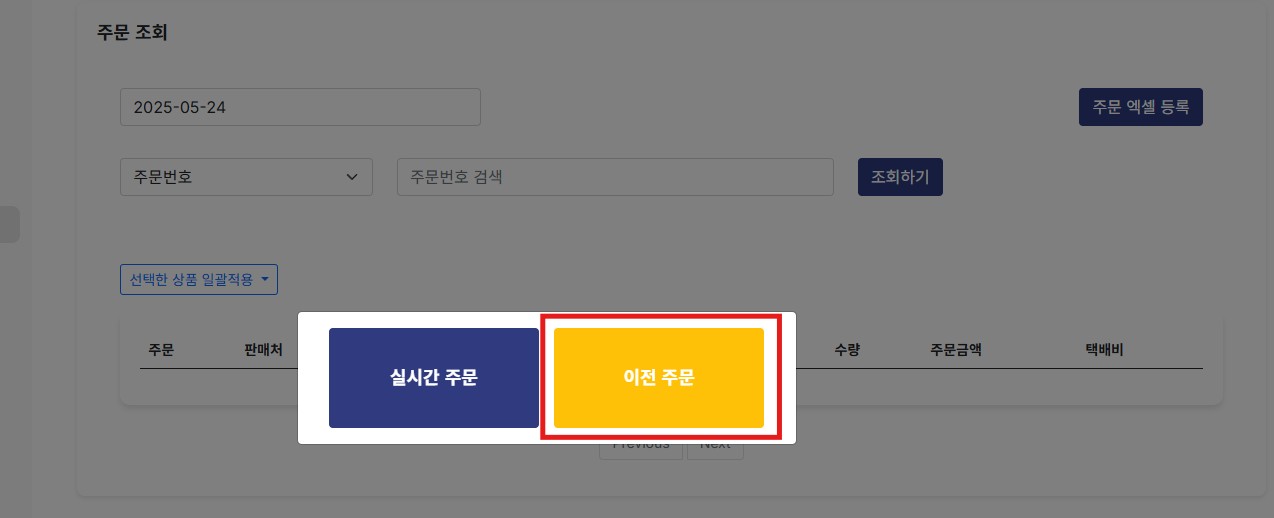 주문 조회
2025-05-24
주문 엑셀 등록
주문번호
주문번호 검색
조회하기
선택한 상품 일괄적용
주문 판매처 수량 주문금액 택배비
실시간 주문
이전 주문
Previous Next